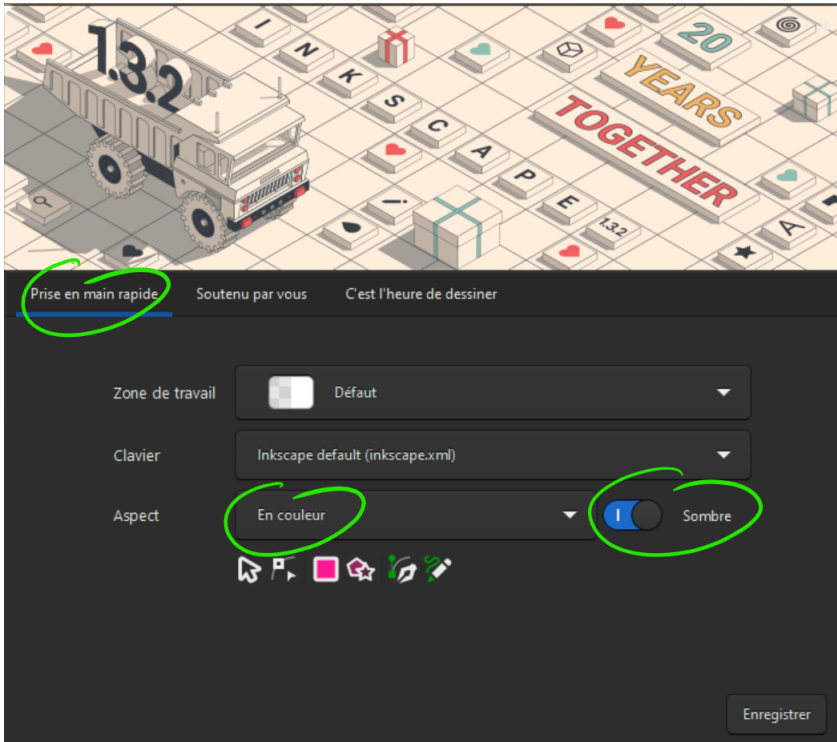 1.3.2
INKSCAPE
1.3.2
20
YEARS
TOGETHER
!
A
Prise en main rapide
Soutenu par vous
C'est l'heure de dessiner
Zone de travail
Défaut
Clavier
Inkscape default (inkscape.xml)
Aspect
En couleur
Sombre
Enregistrer